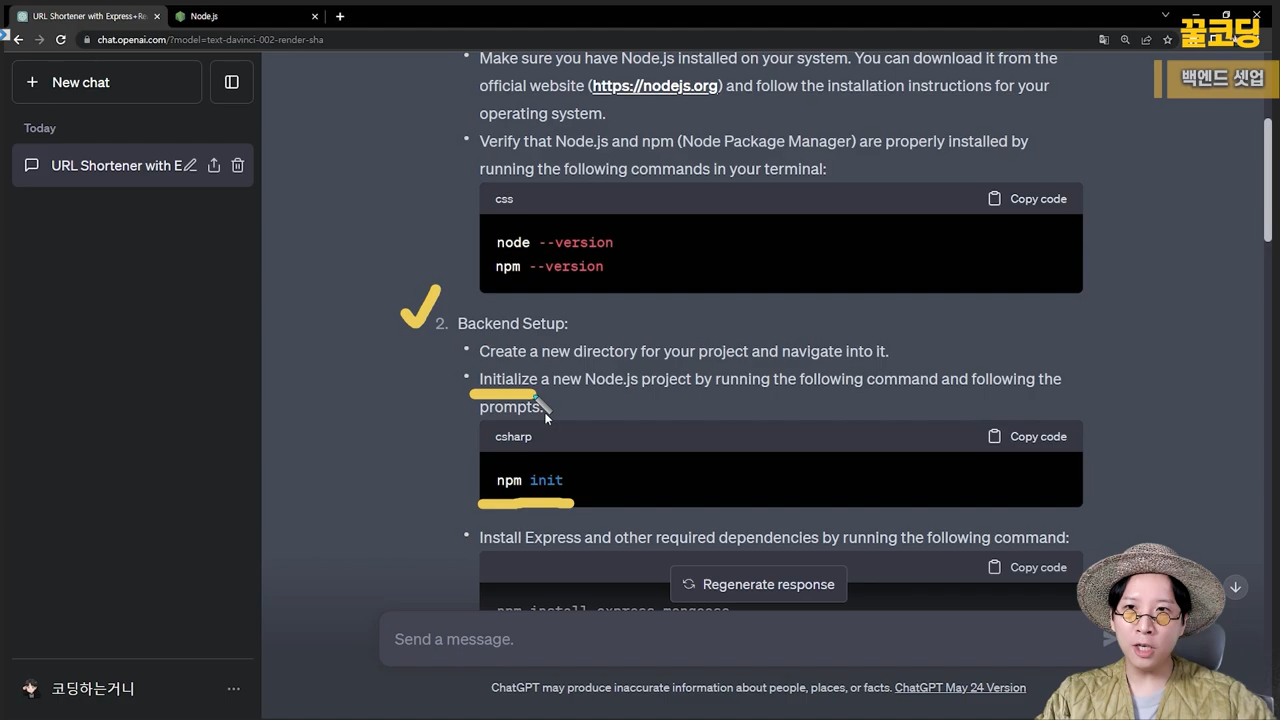 URL Shortener with Express+Re
Node.js
chat.openai.com/?model=text-davinci-002-render-sha
꿀코딩
백엔드 셋업
New chat
Today
URL Shortener with E
코딩하는거니
Make sure you have Node.js installed on your system. You can download it from the
official website (https://nodejs.org) and follow the installation instructions for your
operating system.
Verify that Node.js and npm (Node Package Manager) are properly installed by
running the following commands in your terminal:
css
Copy code
node --version
npm --version
2. Backend Setup:
Create a new directory for your project and navigate into it.
Initialize a new Node.js project by running the following command and following the
prompts:
csharp
Copy code
npm init
Install Express and other required dependencies by running the following command:
Copy code
npm install express mongoose
Regenerate response
Send a message.
ChatGPT may produce inaccurate information about people, places, or facts. ChatGPT May 24 Version